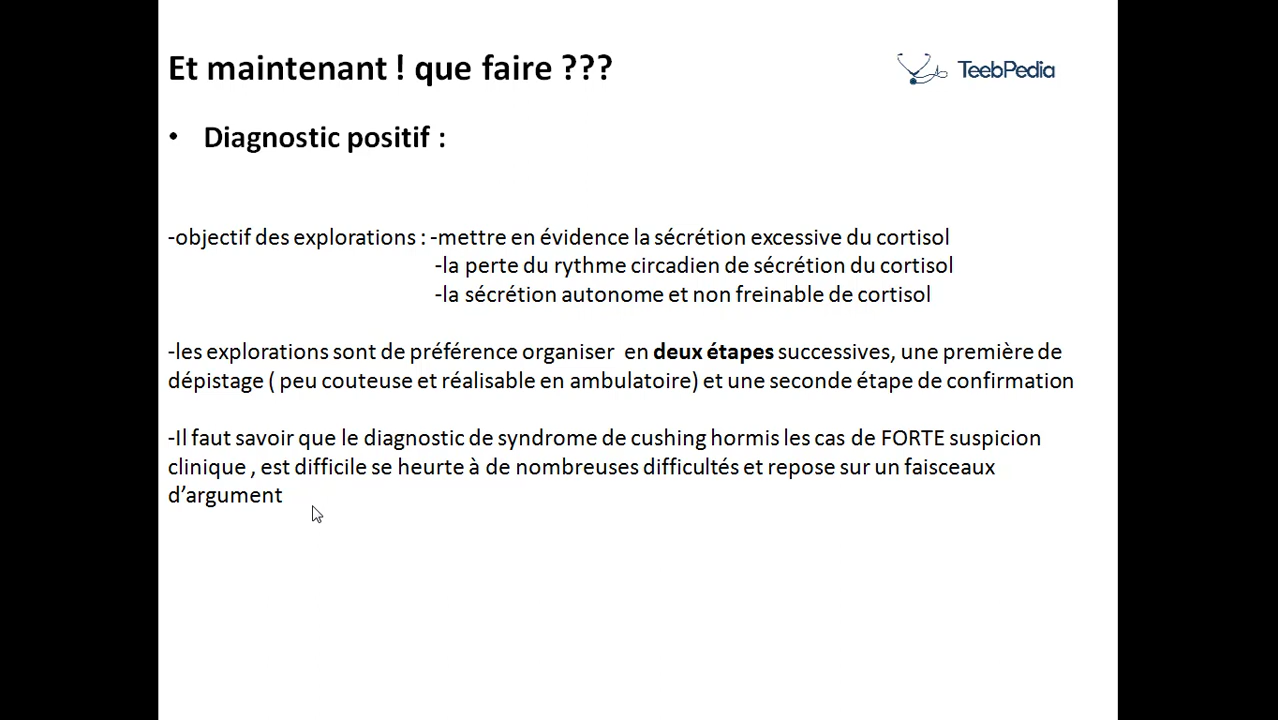 Et maintenant ! que faire ???
TeebPedia
• Diagnostic positif :
-objectif des explorations : -mettre en évidence la sécrétion excessive du cortisol
-la perte du rythme circadien de sécrétion du cortisol
-la sécrétion autonome et non freinable de cortisol
-les explorations sont de préférence organiser en deux étapes successives, une première de
dépistage ( peu couteuse et réalisable en ambulatoire) et une seconde étape de confirmation
-Il faut savoir que le diagnostic de syndrome de cushing hormis les cas de FORTE suspicion
clinique , est difficile se heurte à de nombreuses difficultés et repose sur un faisceaux
d’argument